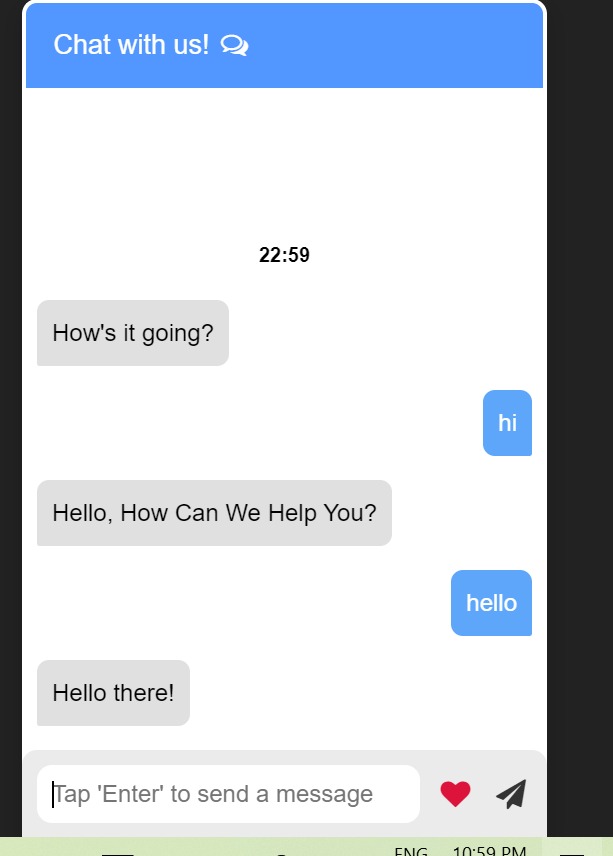 Chat with us!
22:59
How's it going?
hi
Hello, How Can We Help You?
hello
Hello there!
Tap 'Enter' to send a message
ENG 10:59 PM